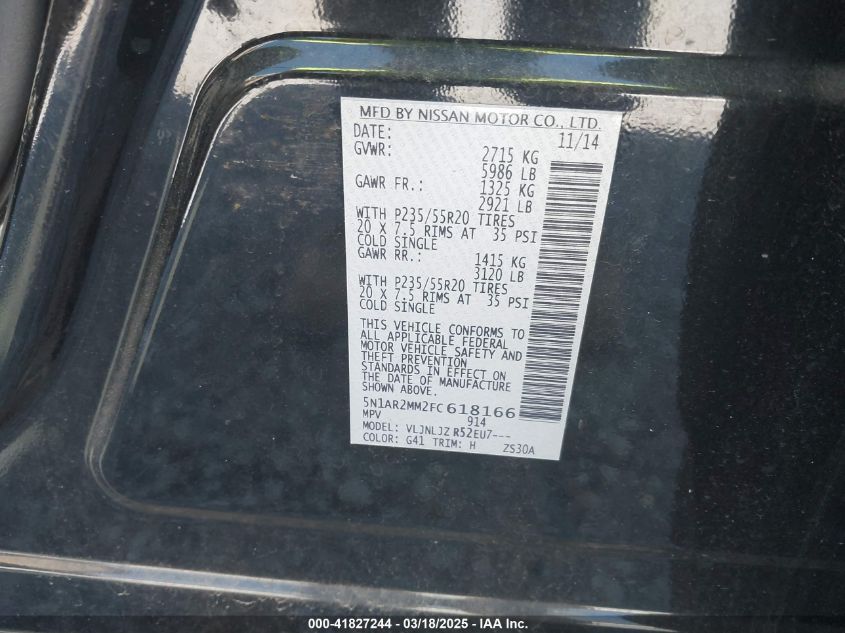 MFD BY NISSAN MOTOR CO., LTD.
DATE: 11/14
GVWR: 2715 KG
5986 LB
GAWR FR.: 1325 KG
2921 LB
WITH P235/55R20 TIRES
20 X 7.5 RIMS AT 35 PSI
COLD SINGLE
GAWR RR.: 1415 KG
3120 LB
WITH P235/55R20 TIRES
20 X 7.5 RIMS AT 35 PSI
COLD SINGLE
THIS VEHICLE CONFORMS TO
ALL APPLICABLE FEDERAL
MOTOR VEHICLE SAFETY AND
THEFT PREVENTION
STANDARDS IN EFFECT ON
THE DATE OF MANUFACTURE
SHOWN ABOVE.
5N1AR2MM2FC618166
MPV 914
MODEL: VLJNLJZ R52EU7---
COLOR: G41 TRIM: H ZS30A
000-41827244 - 03/18/2025 - IAA Inc.